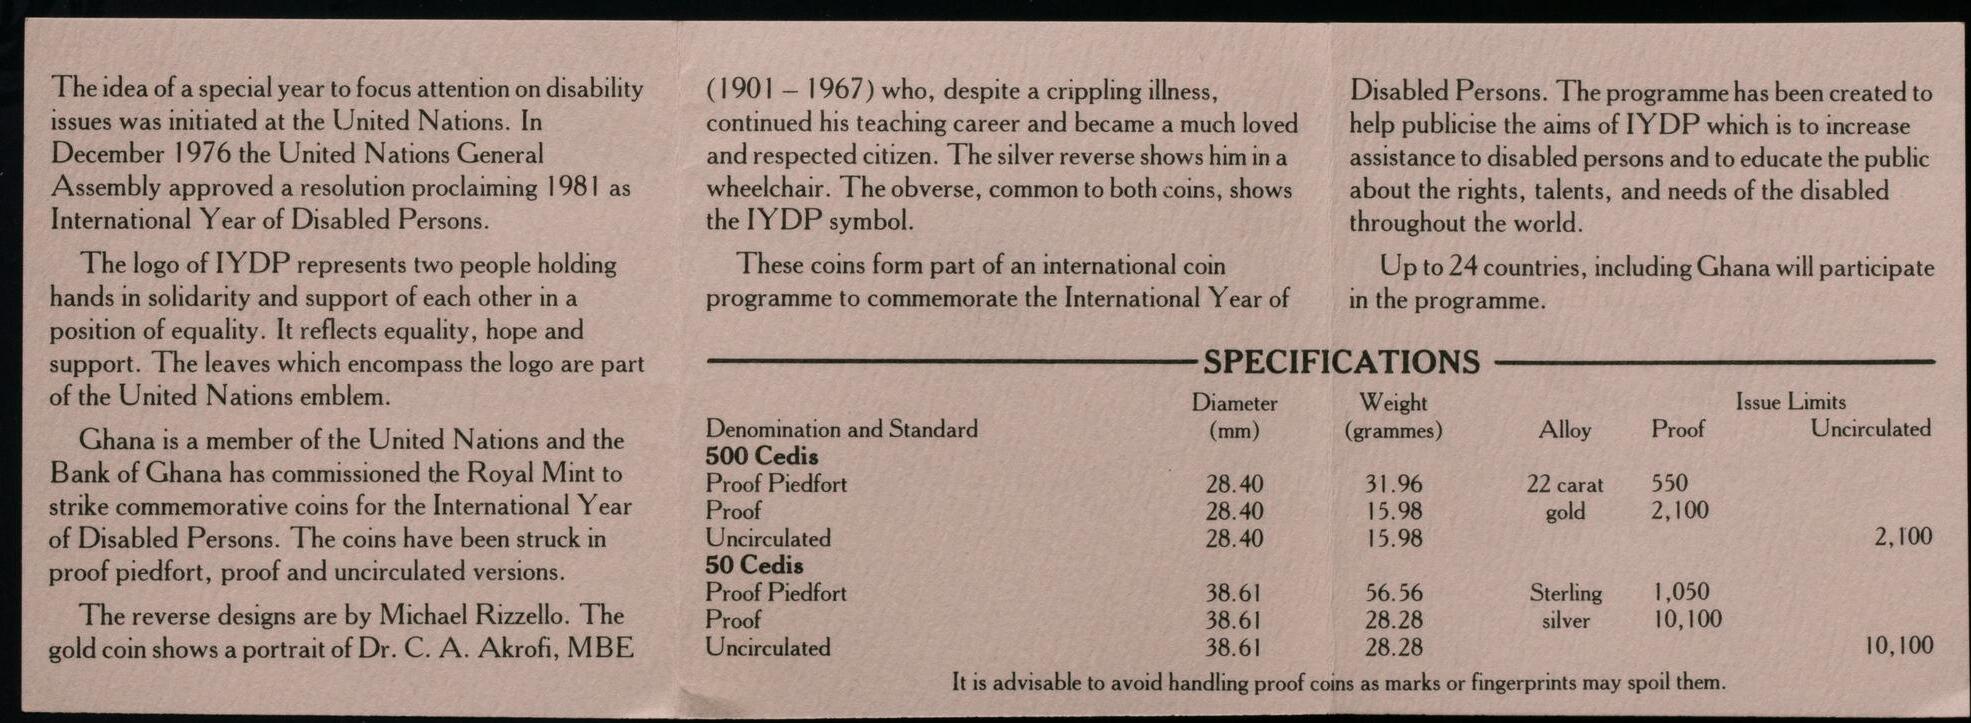 The idea of a special year to focus attention on disability
issues was initiated at the United Nations. In
December 1976 the United Nations General
Assembly approved a resolution proclaiming 1981 as
International Year of Disabled Persons.
The logo of IYDP represents two people holding
hands in solidarity and support of each other in a
position of equality. It reflects equality, hope and
support. The leaves which encompass the logo are part
of the United Nations emblem.
Ghana is a member of the United Nations and the
Bank of Ghana has commissioned the Royal Mint to
strike commemorative coins for the International Year
of Disabled Persons. The coins have been struck in
proof piedfort, proof and uncirculated versions.
The reverse designs are by Michael Rizzello. The
gold coin shows a portrait of Dr. C. A. Akrofi, MBE
(1901 – 1967) who, despite a crippling illness,
continued his teaching career and became a much loved
and respected citizen. The silver reverse shows him in a
wheelchair. The obverse, common to both coins, shows
the IYDP symbol.
These coins form part of an international coin
programme to commemorate the International Year of
Disabled Persons. The programme has been created to
help publicise the aims of IYDP which is to increase
assistance to disabled persons and to educate the public
about the rights, talents, and needs of the disabled
throughout the world.
Up to 24 countries, including Ghana will participate
in the programme.
SPECIFICATIONS
Diameter Weight Issue Limits
Denomination and Standard (mm) (grammes) Alloy Proof Uncirculated
500 Cedis
Proof Piedfort 28.40 31.96 22 carat 550
Proof 28.40 15.98 gold 2,100
Uncirculated 28.40 15.98 2,100
50 Cedis
Proof Piedfort 38.61 56.56 Sterling 1,050
Proof 38.61 28.28 silver 10,100
Uncirculated 38.61 28.28 10,100
It is advisable to avoid handling proof coins as marks or fingerprints may spoil them.